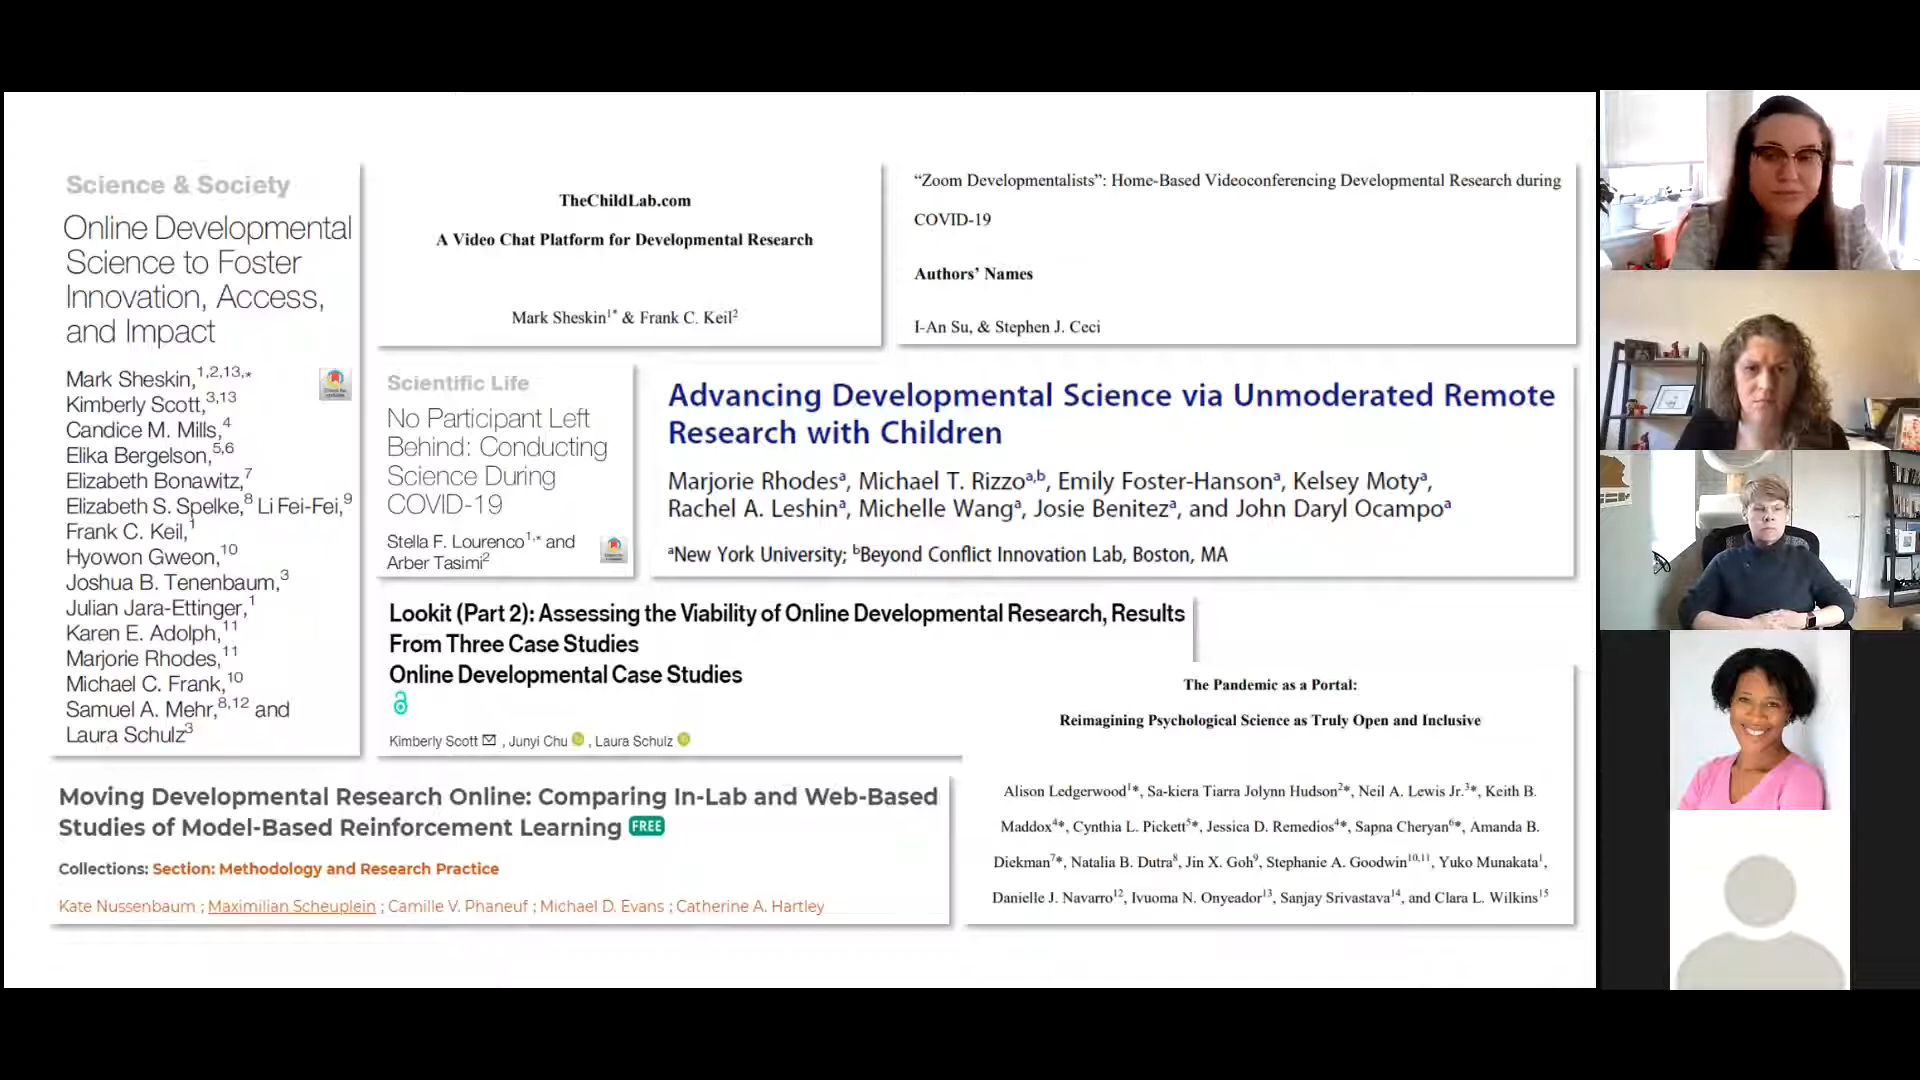 Science & Society
Online Developmental
Science to Foster
Innovation, Access,
and Impact
Mark Sheskin,1,2,13,*
Kimberly Scott,3,13
Candice M. Mills,4
Elika Bergelson,5,6
Elizabeth Bonawitz,7
Elizabeth S. Spelke,8 Li Fei-Fei,9
Frank C. Keil,1
Hyowon Gweon,10
Joshua B. Tenenbaum,3
Julian Jara-Ettinger,1
Karen E. Adolph,11
Marjorie Rhodes,11
Michael C. Frank,10
Samuel A. Mehr,8,12 and
Laura Schulz3
TheChildLab.com
A Video Chat Platform for Developmental Research
Mark Sheskin1* & Frank C. Keil2
“Zoom Developmentalists”: Home-Based Videoconferencing Developmental Research during
COVID-19
Authors’ Names
I-An Su, & Stephen J. Ceci
Scientific Life
No Participant Left
Behind: Conducting
Science During
COVID-19
Stella F. Lourenco1,* and
Arber Tasimi2
Advancing Developmental Science via Unmoderated Remote
Research with Children
Marjorie Rhodesa, Michael T. Rizzoa,b, Emily Foster-Hansona, Kelsey Motya,
Rachel A. Leshina, Michelle Wanga, Josie Beniteza, and John Daryl Ocampoa
aNew York University; bBeyond Conflict Innovation Lab, Boston, MA
Lookit (Part 2): Assessing the Viability of Online Developmental Research, Results
From Three Case Studies
Online Developmental Case Studies
Kimberly Scott , Junyi Chu , Laura Schulz
Moving Developmental Research Online: Comparing In-Lab and Web-Based
Studies of Model-Based Reinforcement Learning FREE
Collections: Section: Methodology and Research Practice
Kate Nussenbaum ; Maximilian Scheuplein ; Camille V. Phaneuf ; Michael D. Evans ; Catherine A. Hartley
The Pandemic as a Portal:
Reimagining Psychological Science as Truly Open and Inclusive
Alison Ledgerwood1*, Sa-kiera Tiarra Jolynn Hudson2*, Neil A. Lewis Jr.3*, Keith B.
Maddox4*, Cynthia L. Pickett5*, Jessica D. Remedios4*, Sapna Cheryan6*, Amanda B.
Diekman7*, Natalia B. Dutra8, Jin X. Goh9, Stephanie A. Goodwin10,11, Yuko Munakata1,
Danielle J. Navarro12, Ivuoma N. Onyeador13, Sanjay Srivastava14, and Clara L. Wilkins15